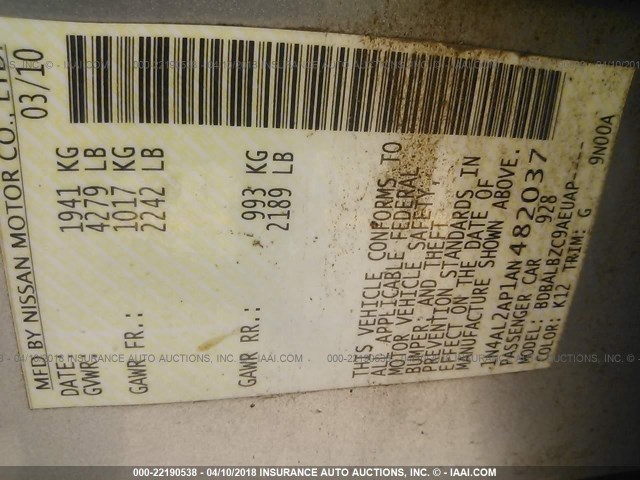 MFD BY NISSAN MOTOR CO., LTD.
DATE: 03/10
GVWR: 1941 KG
4279 LB
GAWR FR.: 1017 KG
2242 LB
GAWR RR.: 993 KG
2189 LB
THIS VEHICLE CONFORMS TO
ALL APPLICABLE FEDERAL
MOTOR VEHICLE SAFETY,
BUMPER, AND THEFT
PREVENTION STANDARDS IN
EFFECT ON THE DATE OF
MANUFACTURE SHOWN ABOVE.
1N4AL2AP1AN482037
PASSENGER CAR 928
MODEL: BDBALBZC9AEUAP----
COLOR: K12 TRIM: G 9N00A
000-22190538 - 04/10/2018 INSURANCE AUTO AUCTIONS, INC. - © - IAAI.COM